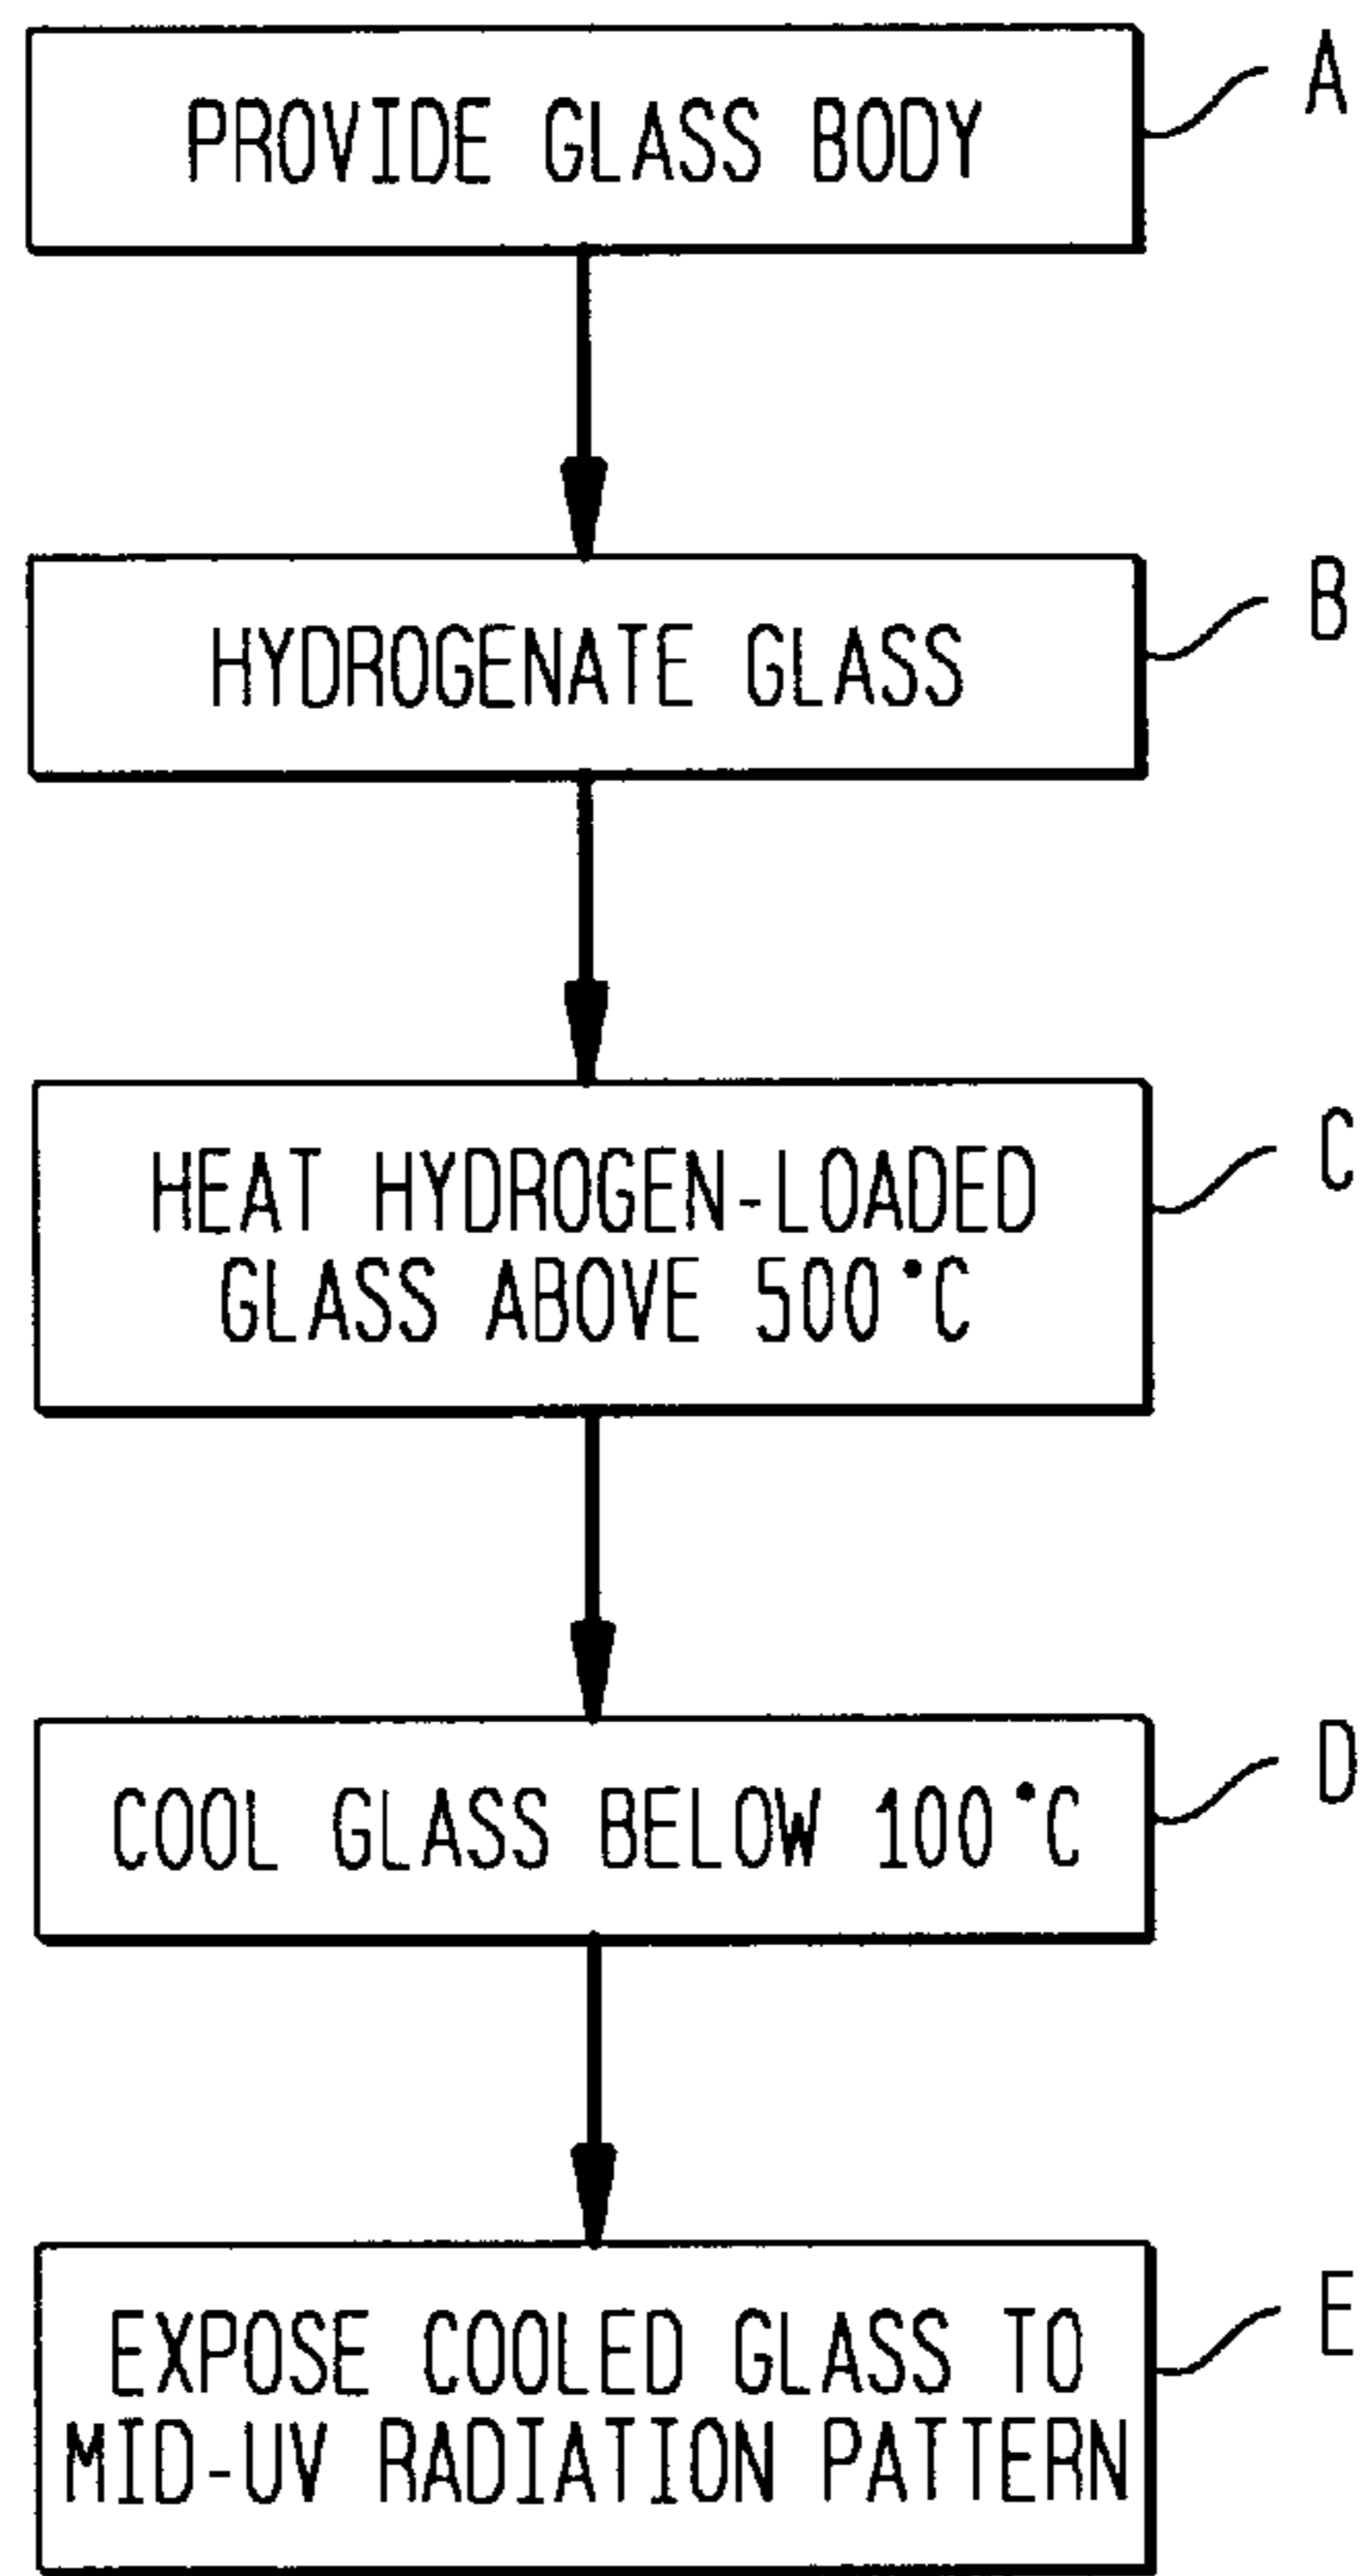 PROVIDE GLASS BODY
A
HYDROGENATE GLASS
B
HEAT HYDROGEN-LOADED
GLASS ABOVE 500°C
C
COOL GLASS BELOW 100°C
D
EXPOSE COOLED GLASS TO
MID-UV RADIATION PATTERN
E